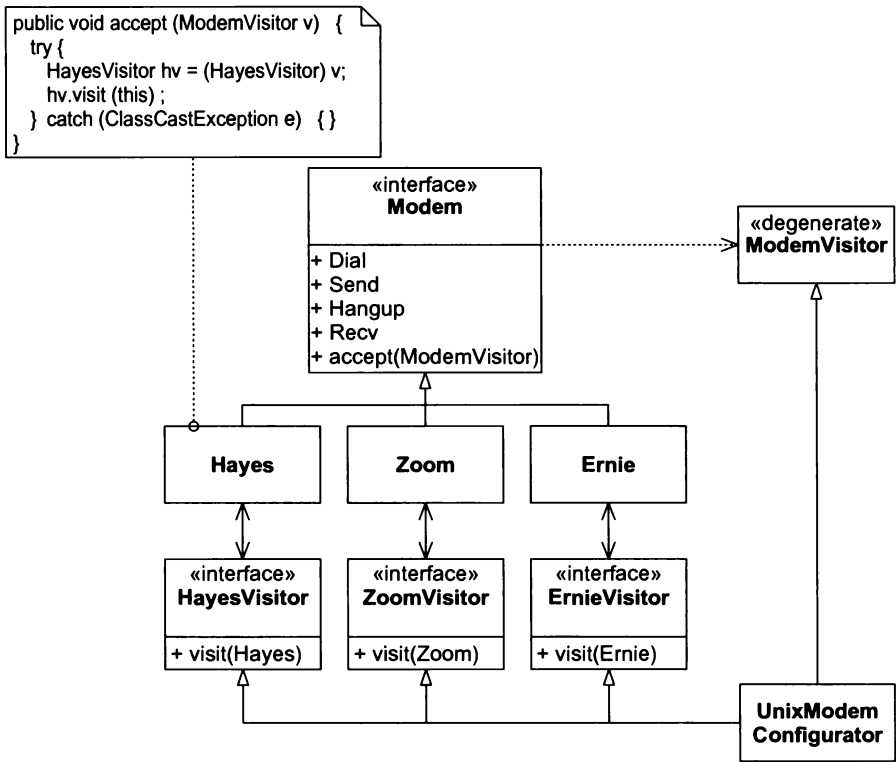 public void accept (ModemVisitor v) {
try {
HayesVisitor hv = (HayesVisitor) v;
hv.visit (this) ;
} catch (ClassCastException e) { }
}
«interface»
Modem
+ Dial
+ Send
+ Hangup
+ Recv
+ accept(ModemVisitor)
«degenerate»
ModemVisitor
Hayes
Zoom
Ernie
«interface»
HayesVisitor
+ visit(Hayes)
«interface»
ZoomVisitor
+ visit(Zoom)
«interface»
ErnieVisitor
+ visit(Ernie)
UnixModem
Configurator